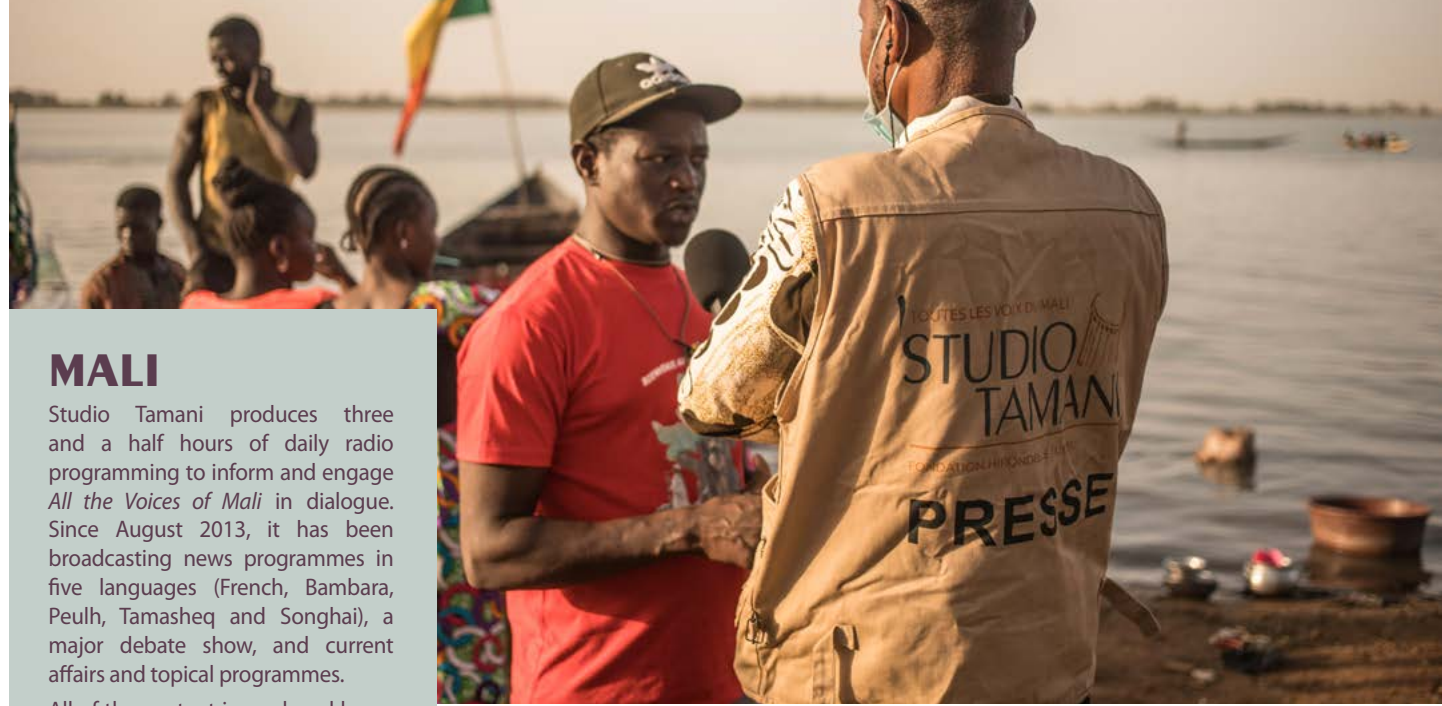 MALI
Studio Tamani produces three
and a half hours of daily radio
programming to inform and engage
All the Voices of Mali in dialogue.
Since August 2013, it has been
broadcasting news programmes in
five languages (French, Bambara,
Peulh, Tamasheq and Songhai), a
major debate show, and current
affairs and topical programmes.
TOUTES LES VOIX DU MALI
STUDIO
TAMANI
FONDATION HIRONDELLE
PRESSE